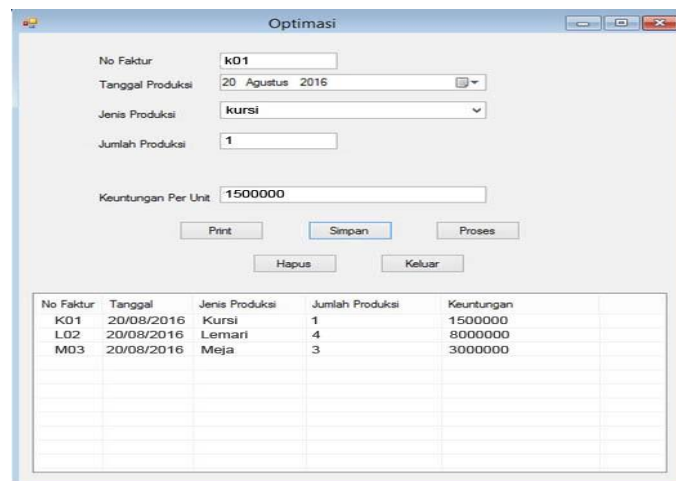 Optimasi
No Faktur k01
Tanggal Produksi 20 Agustus 2016
Jenis Produksi kursi
Jumlah Produksi 1
Keuntungan Per Unit 1500000
Print Simpan Proses
Hapus Keluar
No Faktur Tanggal Jenis Produksi Jumlah Produksi Keuntungan
K01 20/08/2016 Kursi 1 1500000
L02 20/08/2016 Lemari 4 8000000
M03 20/08/2016 Meja 3 3000000